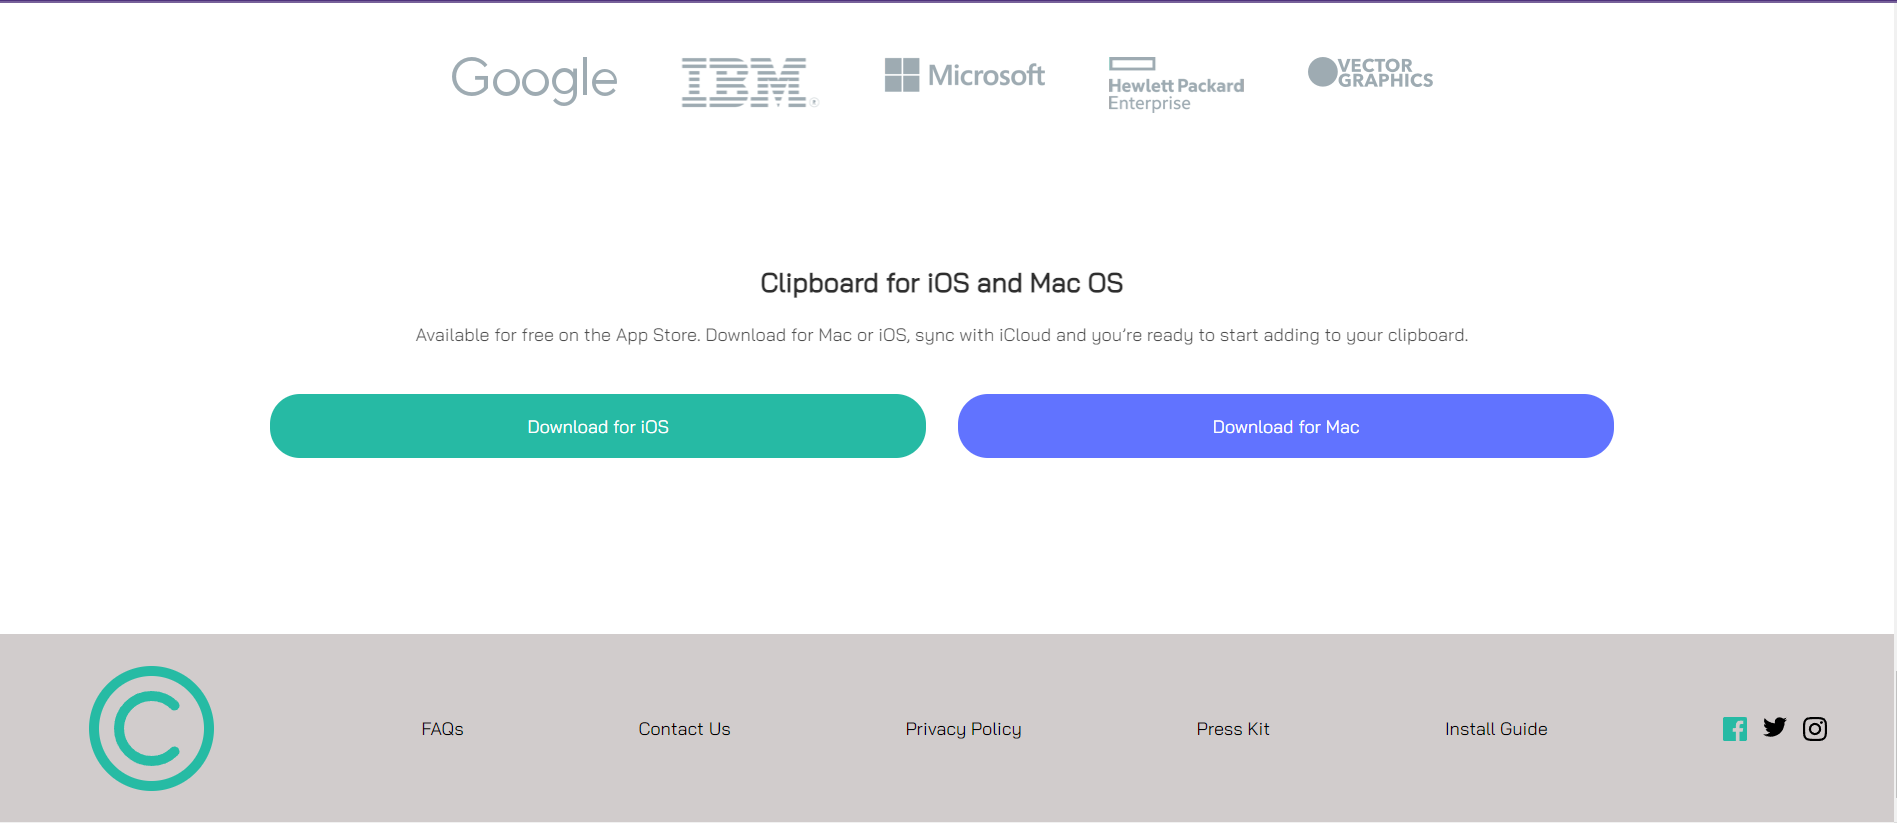 Google
IBM®
Microsoft
Hewlett Packard
Enterprise
VECTOR
GRAPHICS
Clipboard for iOS and Mac OS
Available for free on the App Store. Download for Mac or iOS, sync with iCloud and you’re ready to start adding to your clipboard.
Download for iOS
Download for Mac
FAQs
Contact Us
Privacy Policy
Press Kit
Install Guide